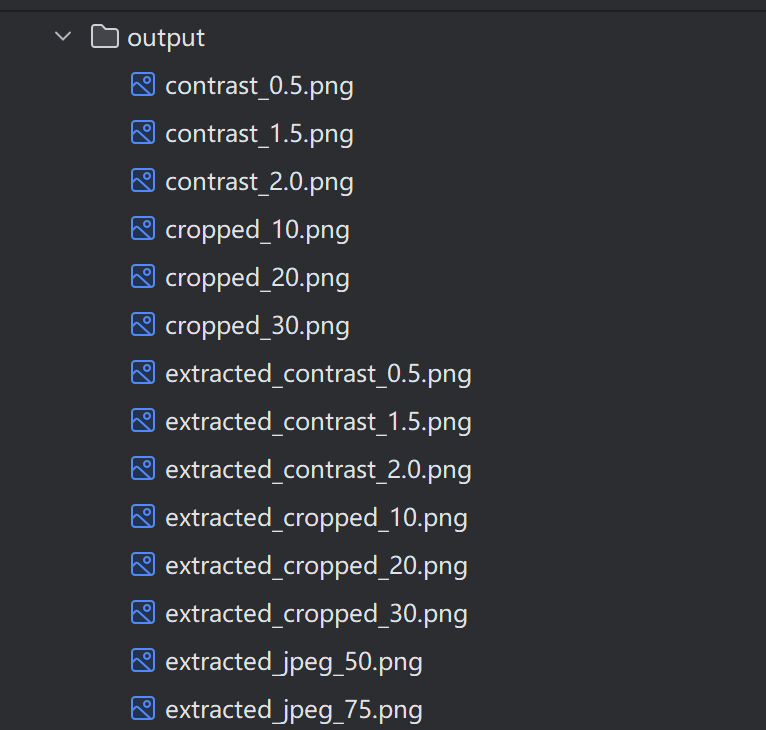 output
contrast_0.5.png
contrast_1.5.png
contrast_2.0.png
cropped_10.png
cropped_20.png
cropped_30.png
extracted_contrast_0.5.png
extracted_contrast_1.5.png
extracted_contrast_2.0.png
extracted_cropped_10.png
extracted_cropped_20.png
extracted_cropped_30.png
extracted_jpeg_50.png
extracted_jpeg_75.png